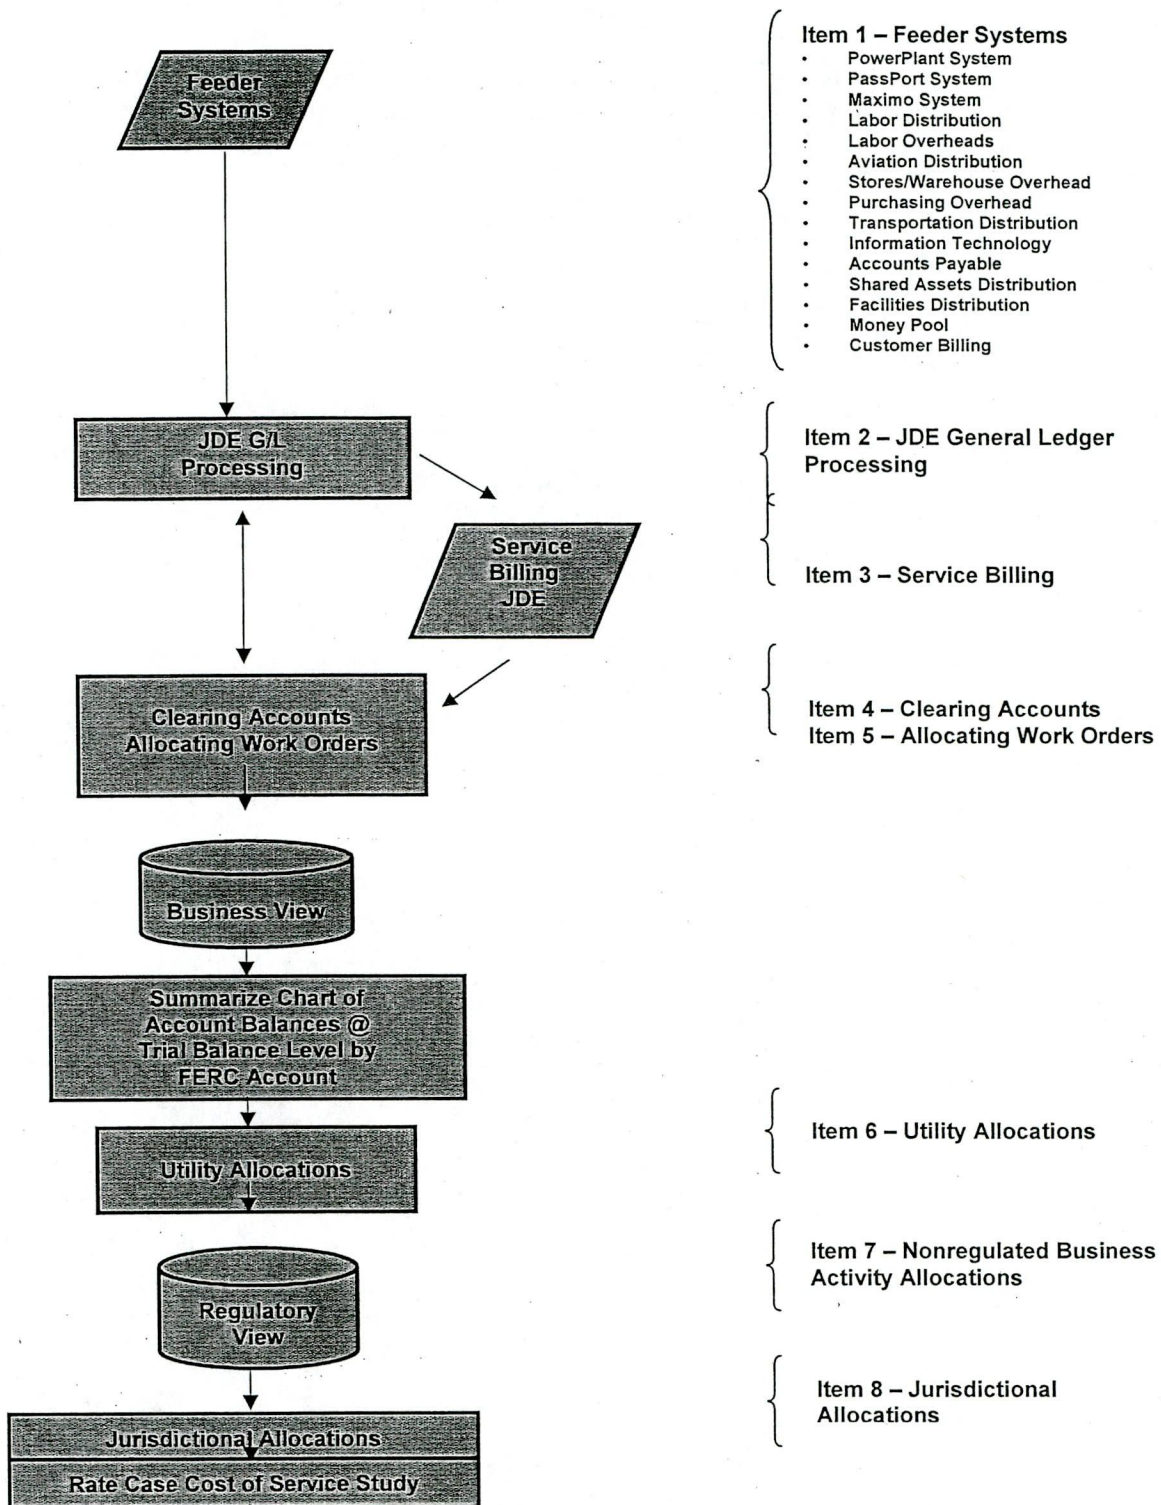 Feeder
Systems
JDE G/L
Processing
Service
Billing
JDE
Clearing Accounts
Allocating Work Orders
Business View
Summarize Chart of
Account Balances @
Trial Balance Level by
FERC Account
Utility Allocations
Regulatory
View
Jurisdictional Allocations
Rate Case Cost of Service Study
Item 1 – Feeder Systems
• PowerPlant System
• PassPort System
• Maximo System
• Labor Distribution
• Labor Overheads
• Aviation Distribution
• Stores/Warehouse Overhead
• Purchasing Overhead
• Transportation Distribution
• Information Technology
• Accounts Payable
• Shared Assets Distribution
• Facilities Distribution
• Money Pool
• Customer Billing
Item 2 – JDE General Ledger
Processing
Item 3 – Service Billing
Item 4 – Clearing Accounts
Item 5 – Allocating Work Orders
Item 6 – Utility Allocations
Item 7 – Nonregulated Business
Activity Allocations
Item 8 – Jurisdictional
Allocations